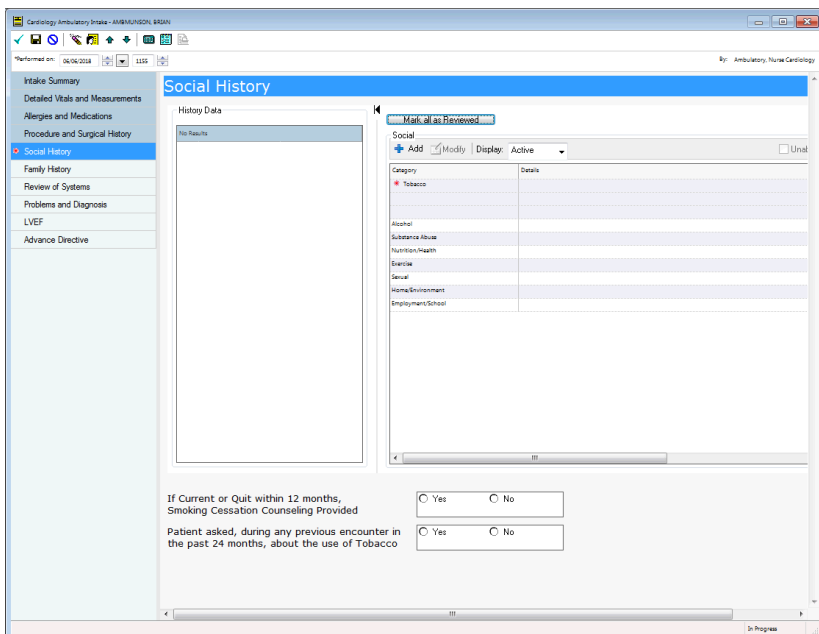 Cardiology Ambulatory Intake - AMBMUNSON, BRIAN
*Performed on: 06/06/2018 1155 By: Ambulatory, Nurse Cardiology
Intake Summary
Detailed Vitals and Measurements
Allergies and Medications
Procedure and Surgical History
Social History
Family History
Review of Systems
Problems and Diagnosis
LVEF
Advance Directive
Social History
History Data
No Results
Mark all as Reviewed
Social
Add Modify Display: Active Unab
Category Details
Tobacco
Alcohol
Substance Abuse
Nutrition/Health
Exercise
Sexual
Home/Environment
Employment/School
If Current or Quit within 12 months,
Smoking Cessation Counseling Provided
Yes No
Patient asked, during any previous encounter in
the past 24 months, about the use of Tobacco
Yes No
In Progress